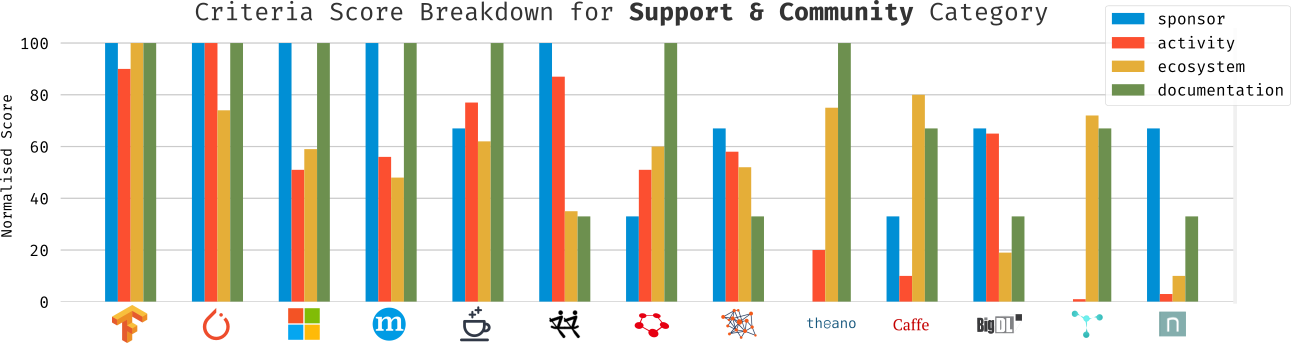 Criteria Score Breakdown for Support & Community Category
sponsor
activity
ecosystem
documentation
Normalised Score
100
80
60
40
20
0
m
theano
Caffe
BigDL
n